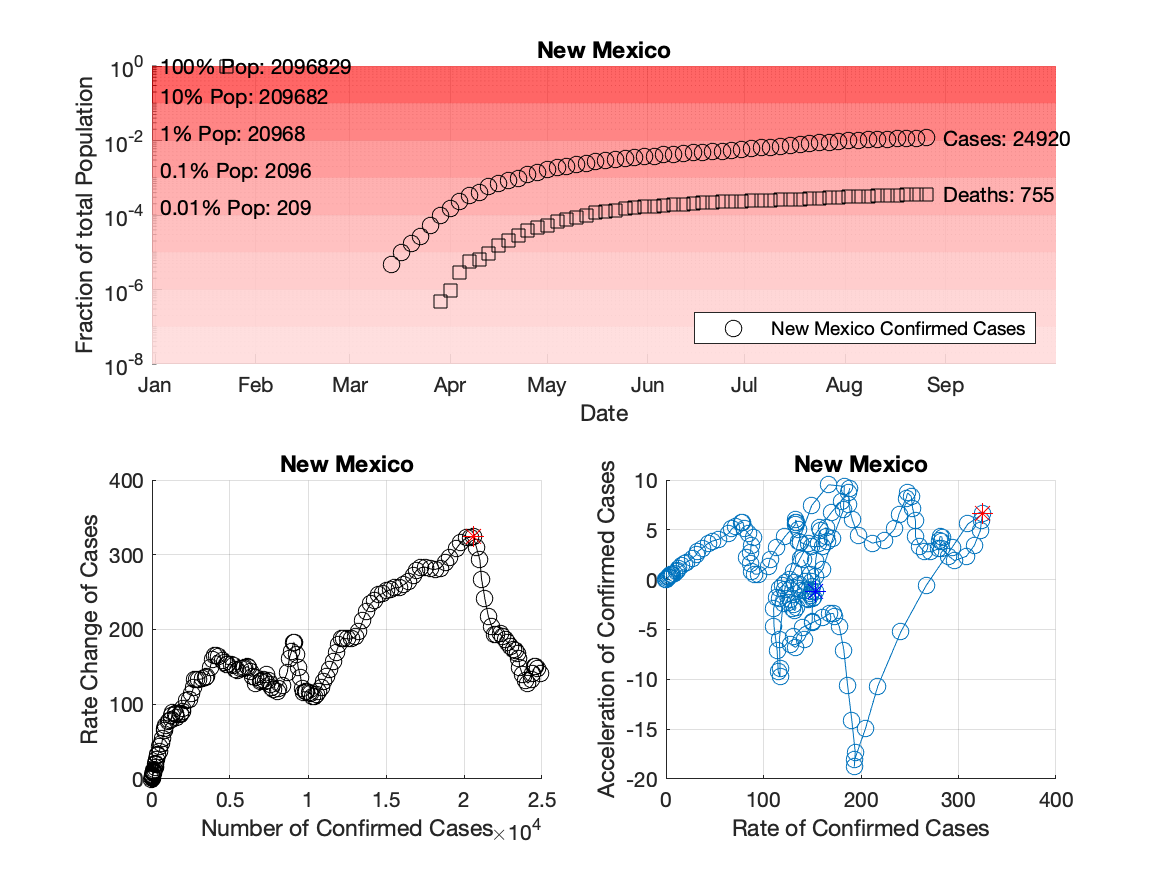 New Mexico
10^0
10^-2
10^-4
10^-6
10^-8
Fraction of total Population
100% Pop: 2096829
10% Pop: 209682
1% Pop: 20968
0.1% Pop: 2096
0.01% Pop: 209
Cases: 24920
Deaths: 755
New Mexico Confirmed Cases
Jan Feb Mar Apr May Jun Jul Aug Sep
Date
New Mexico
400
300
200
100
0
Rate Change of Cases
0 0.5 1 1.5 2 2.5
Number of Confirmed Cases
×10^4
New Mexico
10
5
0
-5
-10
-15
-20
Acceleration of Confirmed Cases
0 100 200 300 400
Rate of Confirmed Cases